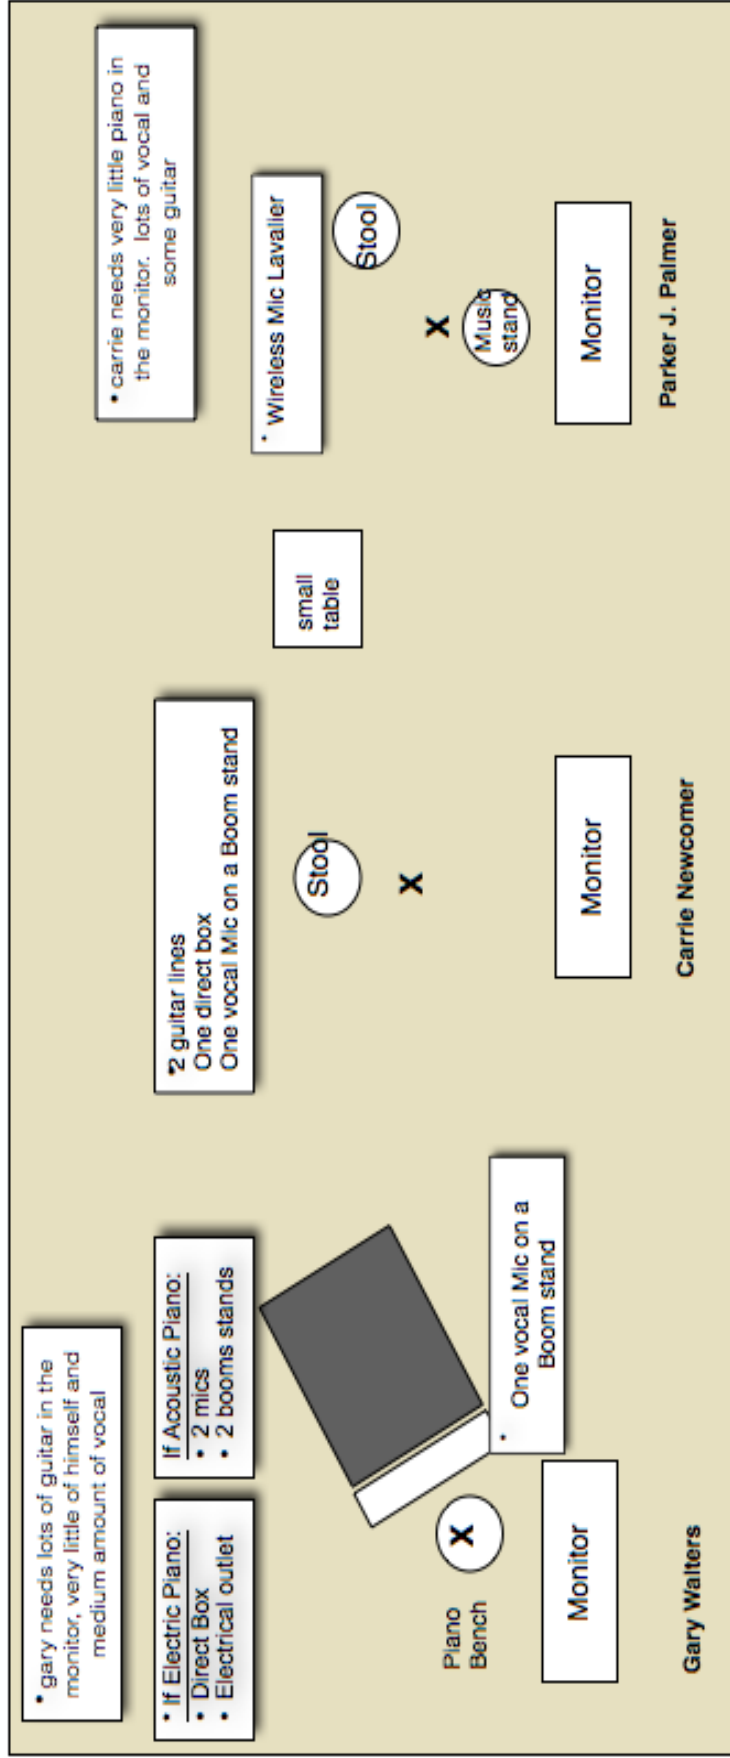 * gary needs lots of guitar in the
monitor, very little of himself and
medium amount of vocal
* carrie needs very little piano in
the monitor. lots of vocal and
some guitar
* If Electric Piano:
• Direct Box
• Electrical outlet
If Acoustic Piano:
• 2 mics
• 2 booms stands
*2 guitar lines
One direct box
One vocal Mic on a Boom stand
* Wireless Mic Lavalier
small
table
Stool
Stool
X
X
Music
stand
Piano
Bench
X
* One vocal Mic on a
Boom stand
Monitor
Monitor
Monitor
Gary Walters
Carrie Newcomer
Parker J. Palmer